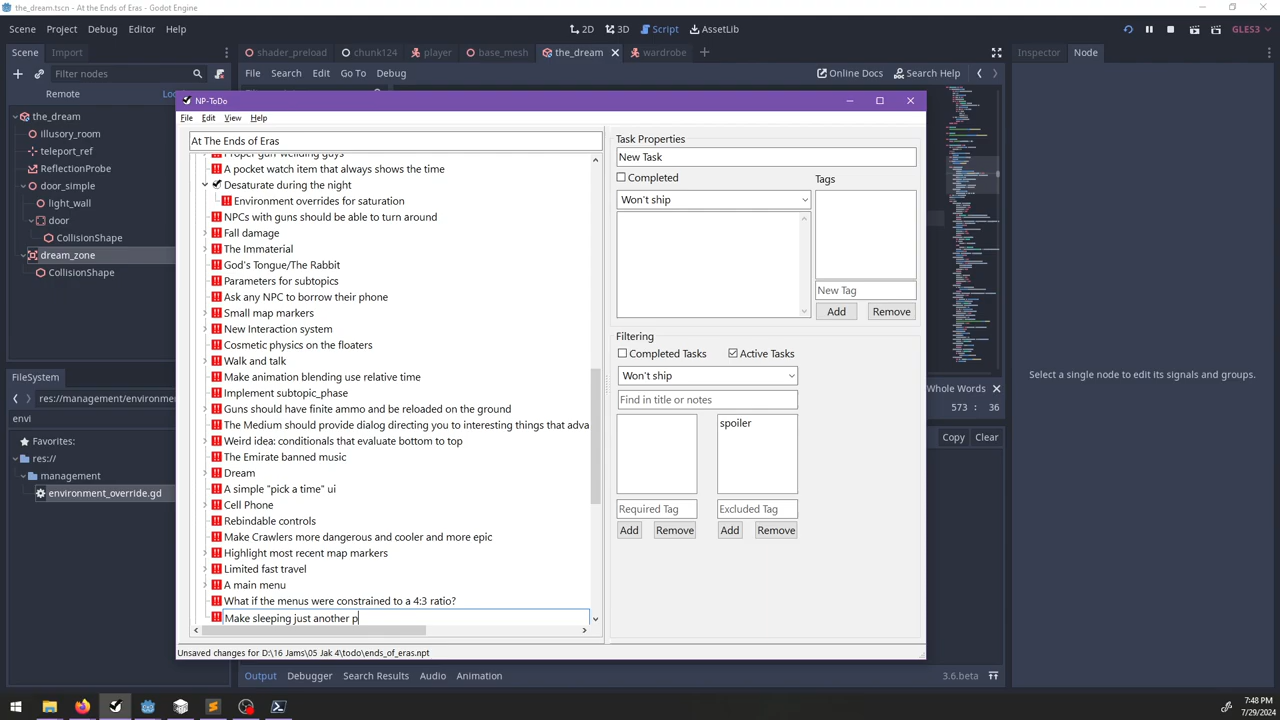 the_dream.tscn - At the Ends of Eras - Godot Engine
Scene Project Debug Editor Help
2D 3D Script AssetLib
GLES3
Scene Import
shader_preload chunk124 player base_mesh the_dream wardrobe
Inspector Node
Filter nodes
File Search Edit Go To Debug
Online Docs Search Help
Remote
the_dream
illusory_room
teleport_ref
ReflectionProbe
door_simple
light_wall
door
CollisionShape
dream_zone
CollisionShape
FileSystem
res://management/environme
envi
Favorites:
res://
management
environment_override.gd
NP-ToDo
File Edit View Help
At The Ends of Eras
Proper gun-wielding guys
A pocket watch item that always shows the time
Desaturate during the night
Environment overrides for saturation
NPCs with guns should be able to turn around
Fall damage
The Immaterial
God's Tongue/The Rabbit
Parameters for subtopics
Ask any NPC to borrow their phone
Small map markers
New Interaction system
Cosmetic physics on the floaters
Walk and talk
Make animation blending use relative time
Implement subtopic_phase
Guns should have finite ammo and be reloaded on the ground
The Medium should provide dialog directing you to interesting things that adva
Weird idea: conditionals that evaluate bottom to top
The Emirate banned music
Dream
A simple "pick a time" ui
Cell Phone
Rebindable controls
Make Crawlers more dangerous and cooler and more epic
Highlight most recent map markers
Limited fast travel
A main menu
What if the menus were constrained to a 4:3 ratio?
Make sleeping just another p
Unsaved changes for D:\16 Jams\05 Jak 4\todo\ends_of_eras.npt
Task Properties
New Task
Completed
Tags
Won't ship
New Tag
Add Remove
Filtering
Completed Tasks Active Tasks
Won't ship
Find in title or notes
spoiler
Required Tag Excluded Tag
Add Remove Add Remove
Select a single node to edit its signals and groups.
Whole Words
573 : 36
Copy Clear
Output Debugger Search Results Audio Animation
3.6.beta
7:48 PM
7/29/2024